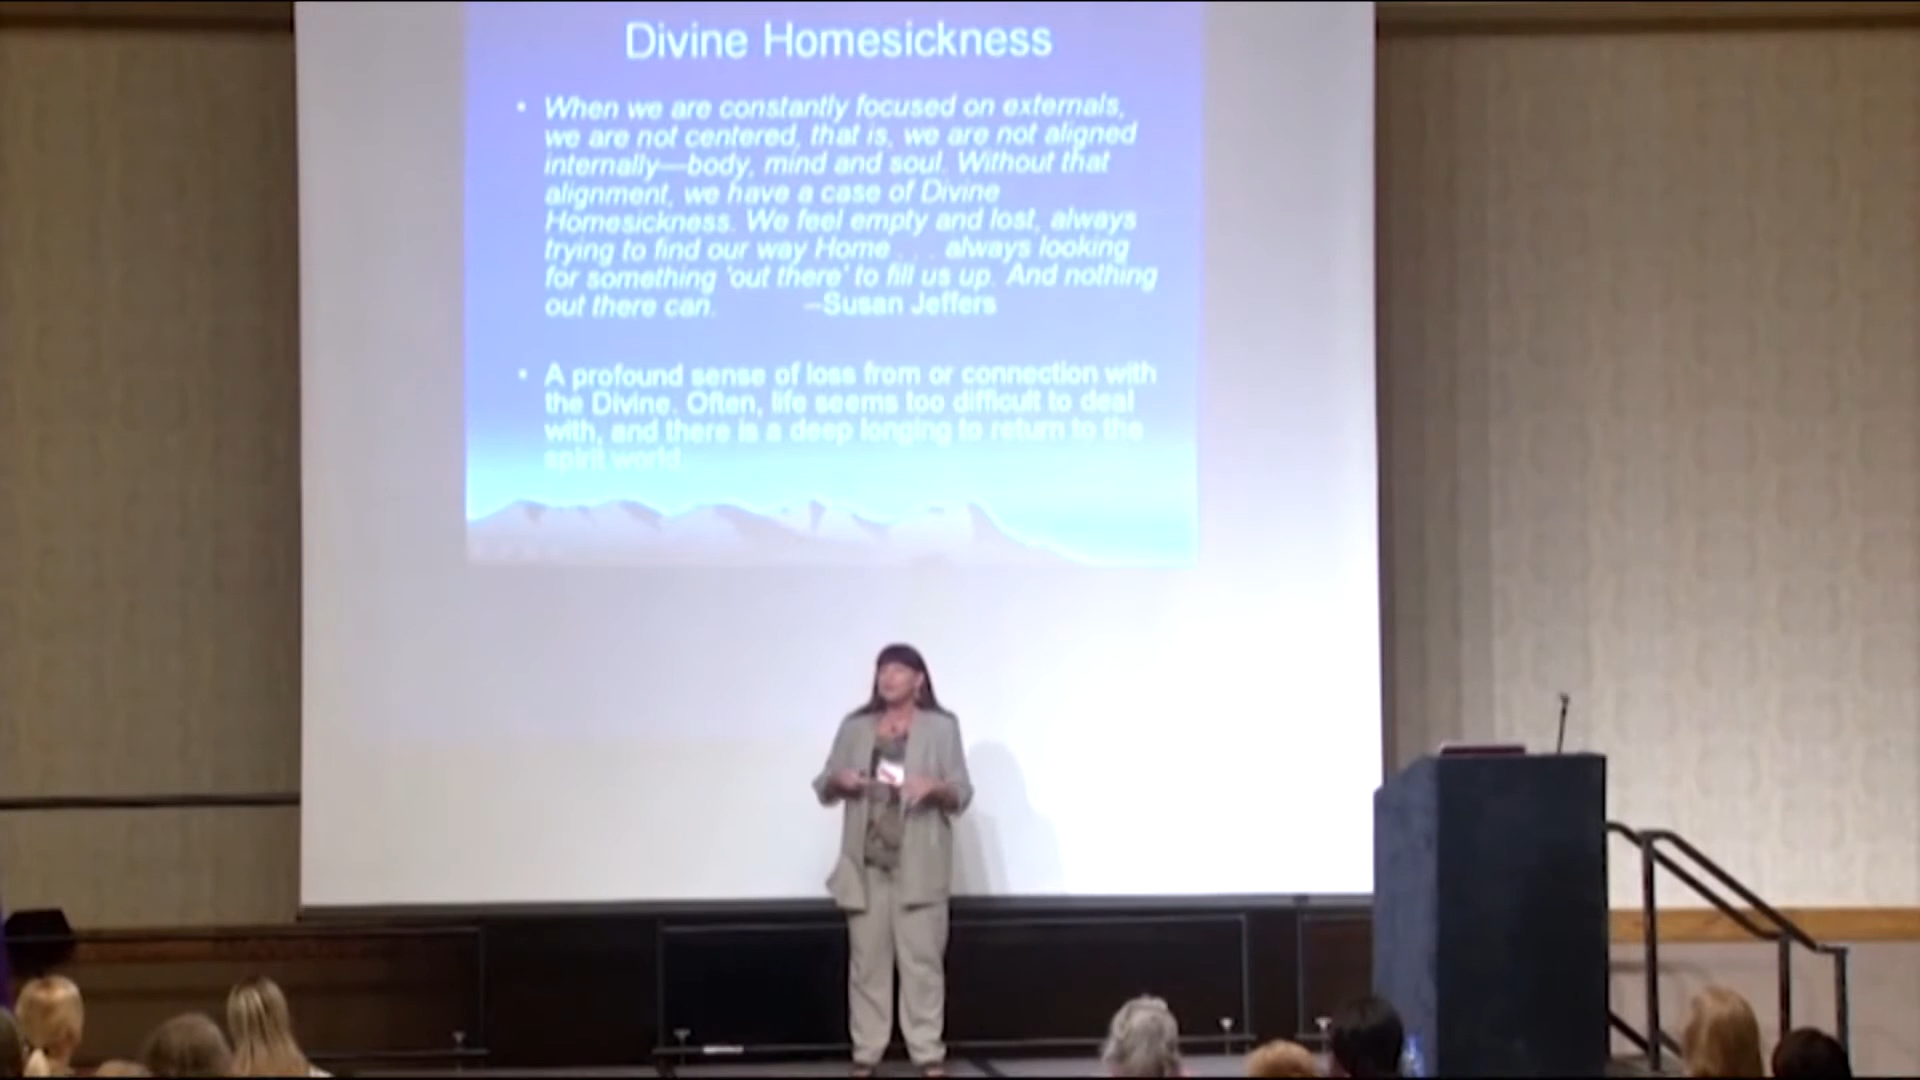 Divine Homesickness
• When we are constantly focused on externals,
we are not centered, that is, we are not aligned
internally—body, mind and soul. Without that
alignment, we have a case of Divine
Homesickness. We feel empty and lost, always
trying to find our way Home . . . always looking
for something 'out there' to fill us up. And nothing
out there can. –Susan Jeffers
• A profound sense of loss from or connection with
the Divine. Often, life seems too difficult to deal
with, and there is a deep longing to return to the
spirit world.